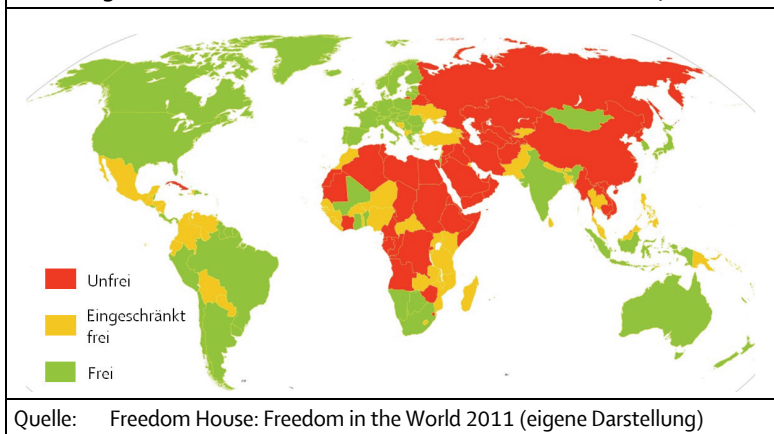 Unfrei
Eingeschränkt
frei
Frei
Quelle: Freedom House: Freedom in the World 2011 (eigene Darstellung)